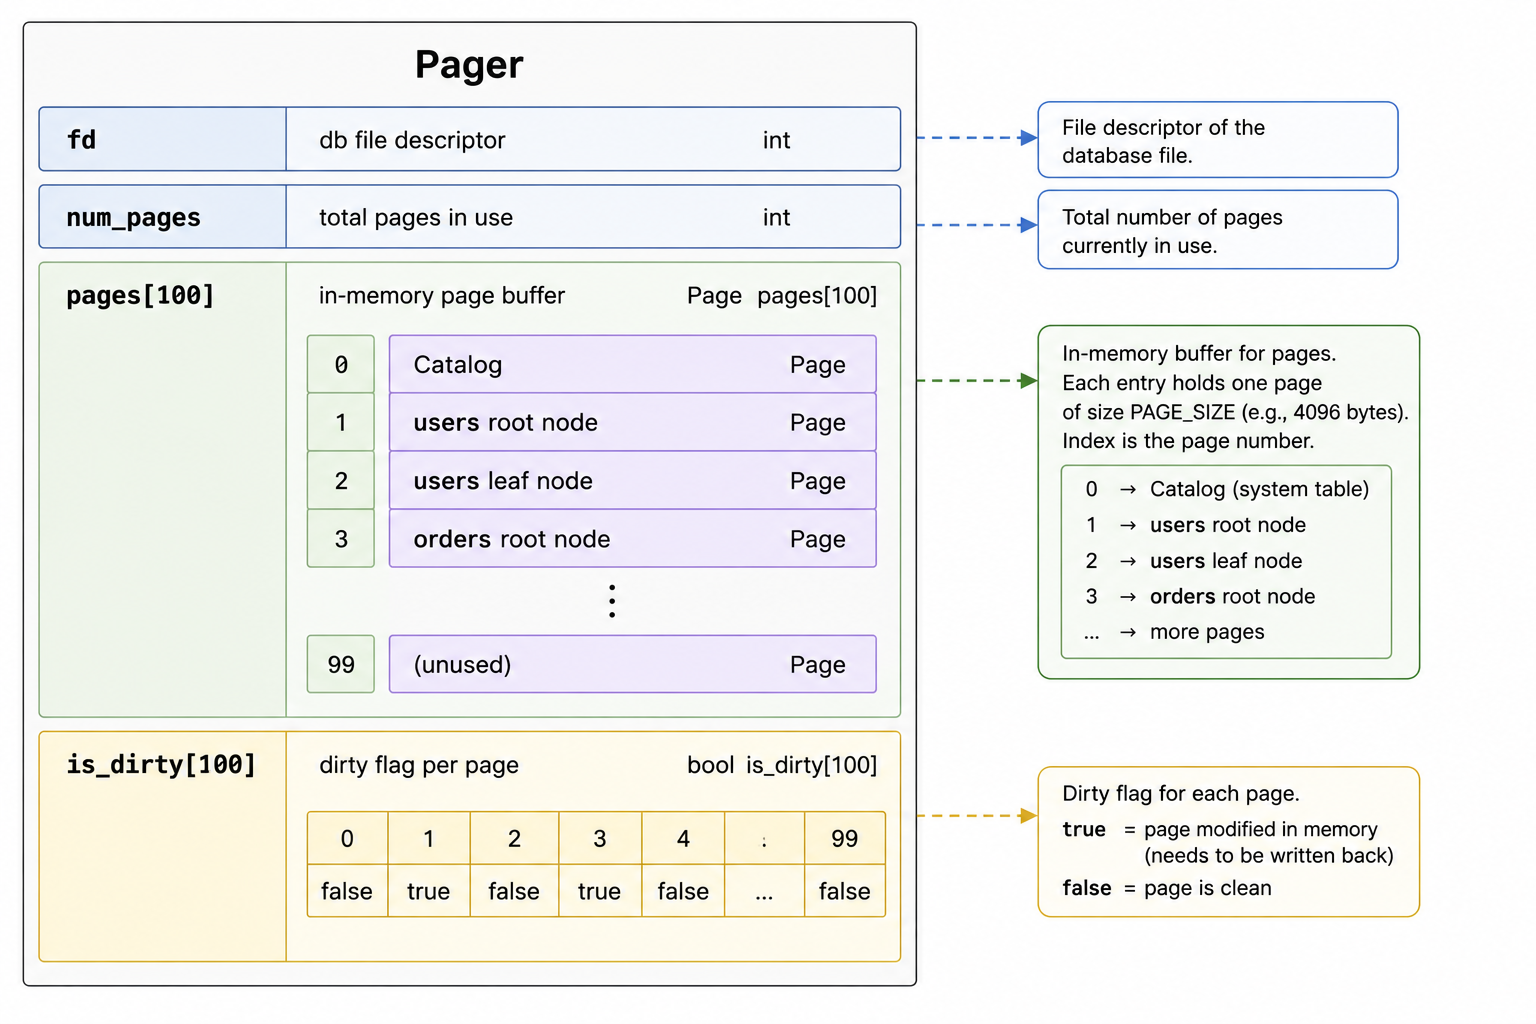 Pager
fd db file descriptor int
File descriptor of the
database file.
num_pages total pages in use int
Total number of pages
currently in use.
pages[100] in-memory page buffer Page pages[100]
0 Catalog Page
1 users root node Page
2 users leaf node Page
3 orders root node Page
⋮
99 (unused) Page
In-memory buffer for pages.
Each entry holds one page
of size PAGE_SIZE (e.g., 4096 bytes).
Index is the page number.
0 → Catalog (system table)
1 → users root node
2 → users leaf node
3 → orders root node
... → more pages
is_dirty[100] dirty flag per page bool is_dirty[100]
0 1 2 3 4 : 99
false true false true false ... false
Dirty flag for each page.
true = page modified in memory
(needs to be written back)
false = page is clean